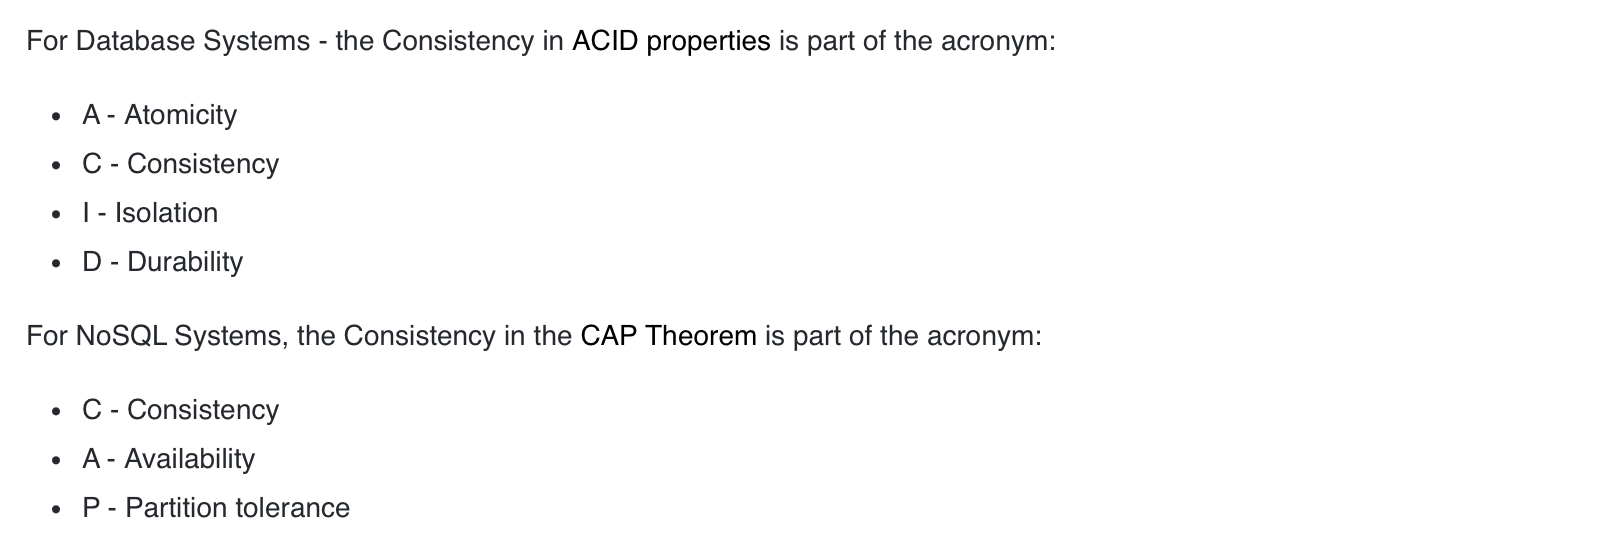 For Database Systems - the Consistency in ACID properties is part of the acronym:
• A - Atomicity
• C - Consistency
• I - Isolation
• D - Durability
For NoSQL Systems, the Consistency in the CAP Theorem is part of the acronym:
• C - Consistency
• A - Availability
• P - Partition tolerance